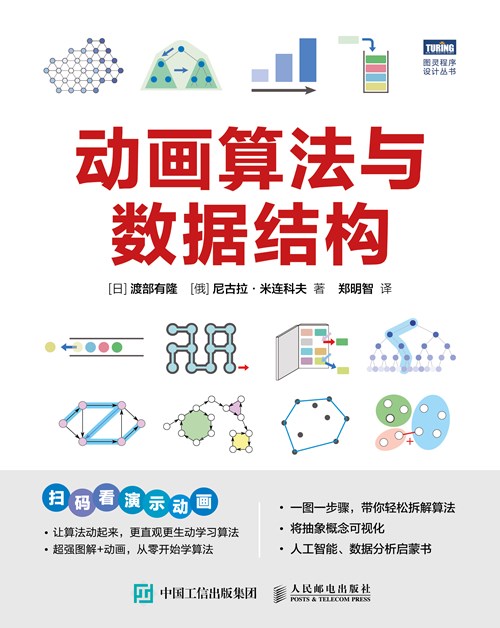 TURING
图灵程序
设计丛书
动画算法与
数据结构
[日] 渡部有隆 [俄] 尼古拉·米连科夫 著 郑明智 译
扫码看演示动画
• 让算法动起来，更直观更生动学习算法
• 超强图解+动画，从零开始学算法
• 一图一步骤，带你轻松拆解算法
• 将抽象概念可视化
• 人工智能、数据分析启蒙书
中国工信出版集团
人民邮电出版社
POSTS & TELECOM PRESS